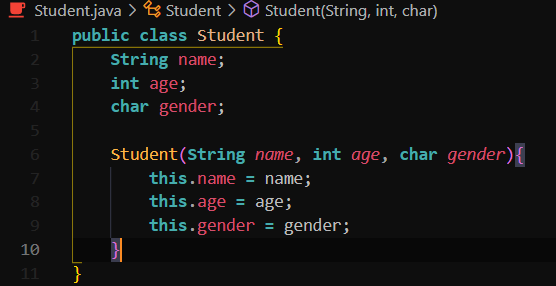 Student.java > Student > Student(String, int, char)
1 public class Student {
2     String name;
3     int age;
4     char gender;
5
6     Student(String name, int age, char gender){
7         this.name = name;
8         this.age = age;
9         this.gender = gender;
10     }
11 }